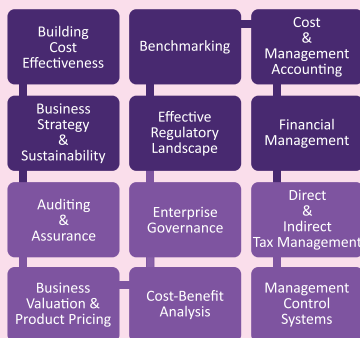 Building
Cost
Effectiveness
Benchmarking
Cost
&
Management
Accounting
Business
Strategy
&
Sustainability
Effective
Regulatory
Landscape
Financial
Management
Auditing
&
Assurance
Enterprise
Governance
Direct
&
Indirect
Tax Management
Business
Valuation &
Product Pricing
Cost-Benefit
Analysis
Management
Control
Systems